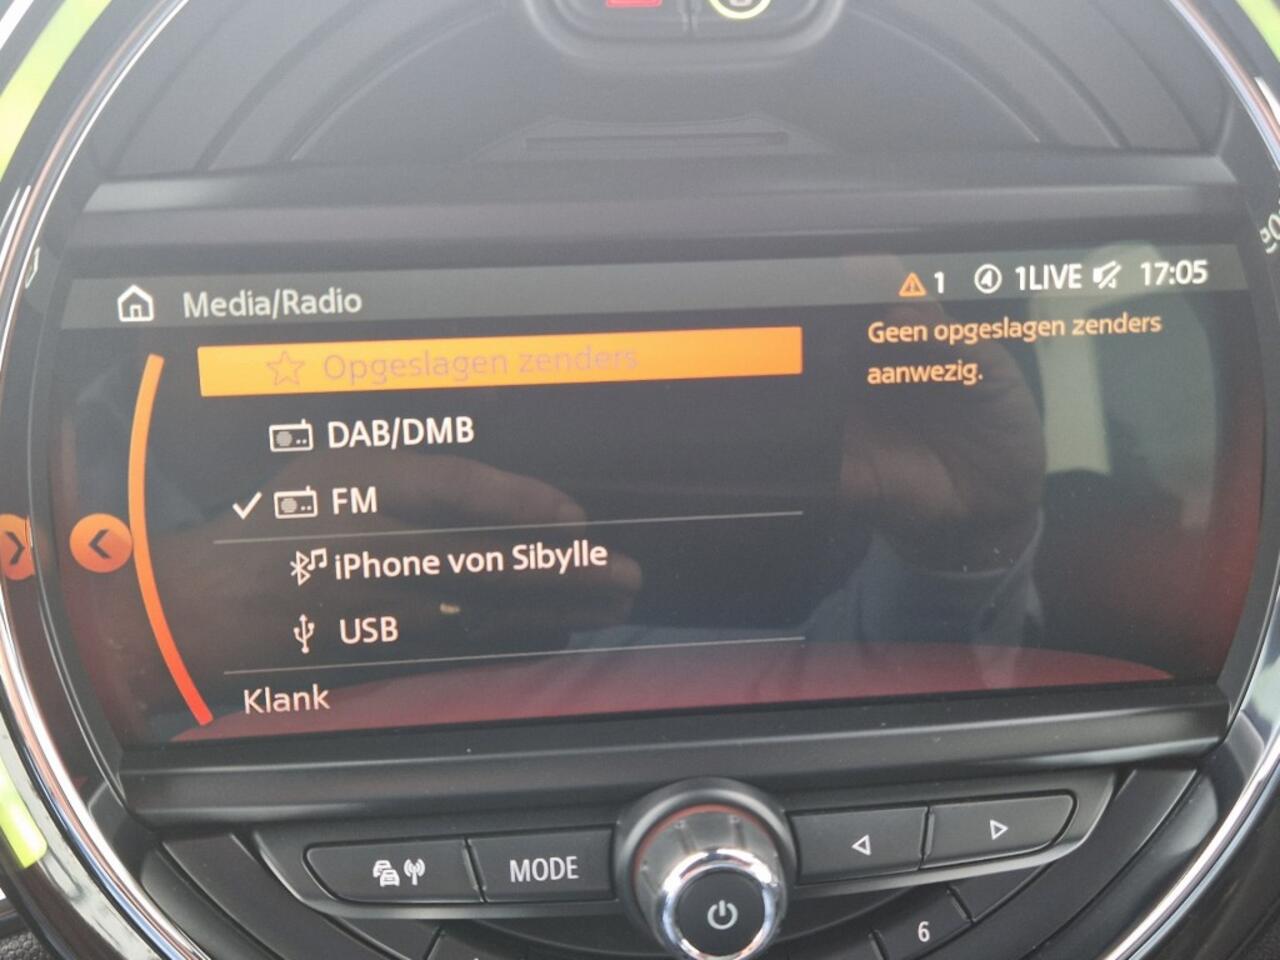 Media/Radio
1 1LIVE 17:05
Opgeslagen zenders
Geen opgeslagen zenders
aanwezig.
DAB/DMB
FM
iPhone von Sibylle
USB
Klank
MODE
6